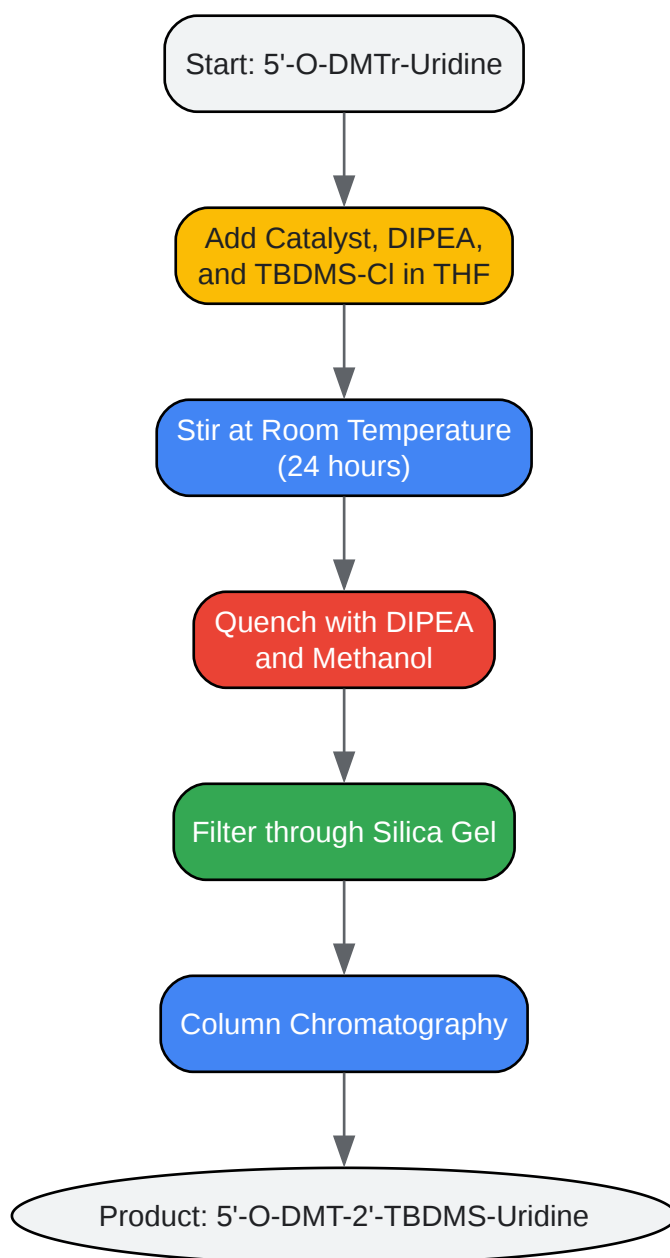 Start: 5'-O-DMTr-Uridine
Add Catalyst, DIPEA,
and TBDMS-Cl in THF
Stir at Room Temperature
(24 hours)
Quench with DIPEA
and Methanol
Filter through Silica Gel
Column Chromatography
Product: 5'-O-DMT-2'-TBDMS-Uridine